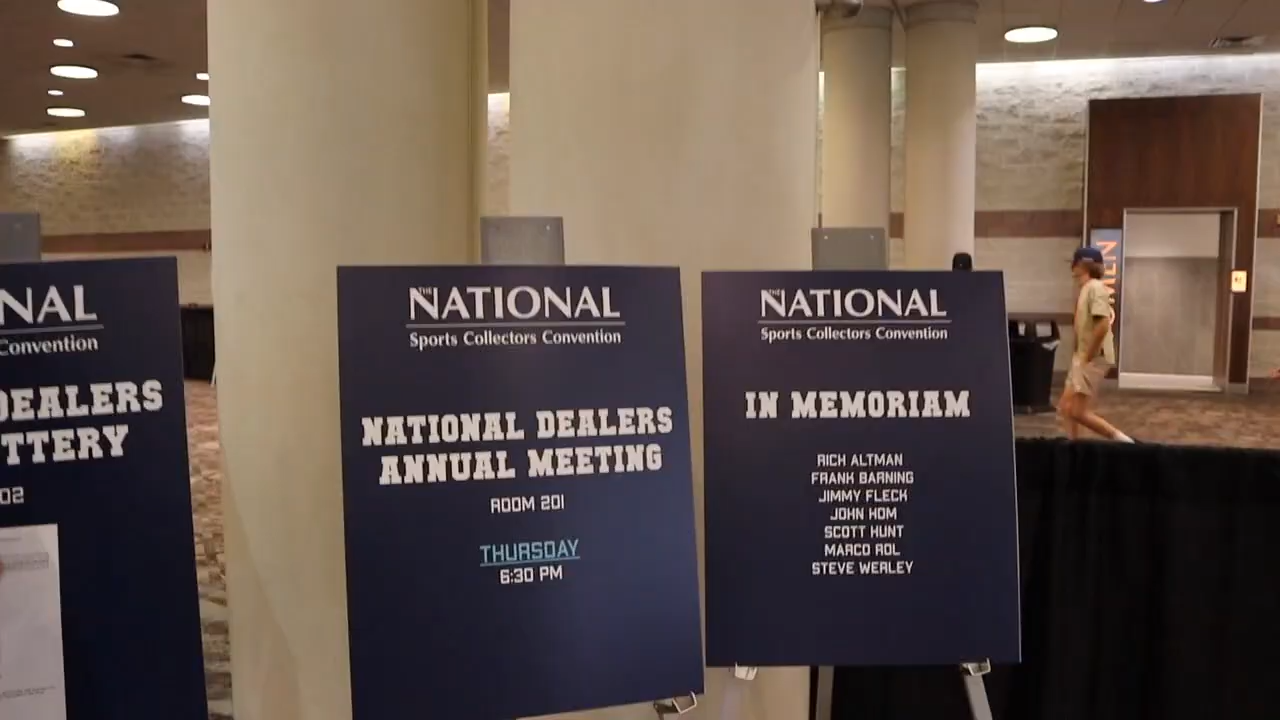 NAL
Convention
DEALERS
TTERY
02
THE NATIONAL
Sports Collectors Convention
NATIONAL DEALERS
ANNUAL MEETING
ROOM 201
THURSDAY
6:30 PM
THE NATIONAL
Sports Collectors Convention
IN MEMORIAM
RICH ALTMAN
FRANK BARNING
JIMMY FLECK
JOHN HOM
SCOTT HUNT
MARCO ROL
STEVE WERLEY
MEN